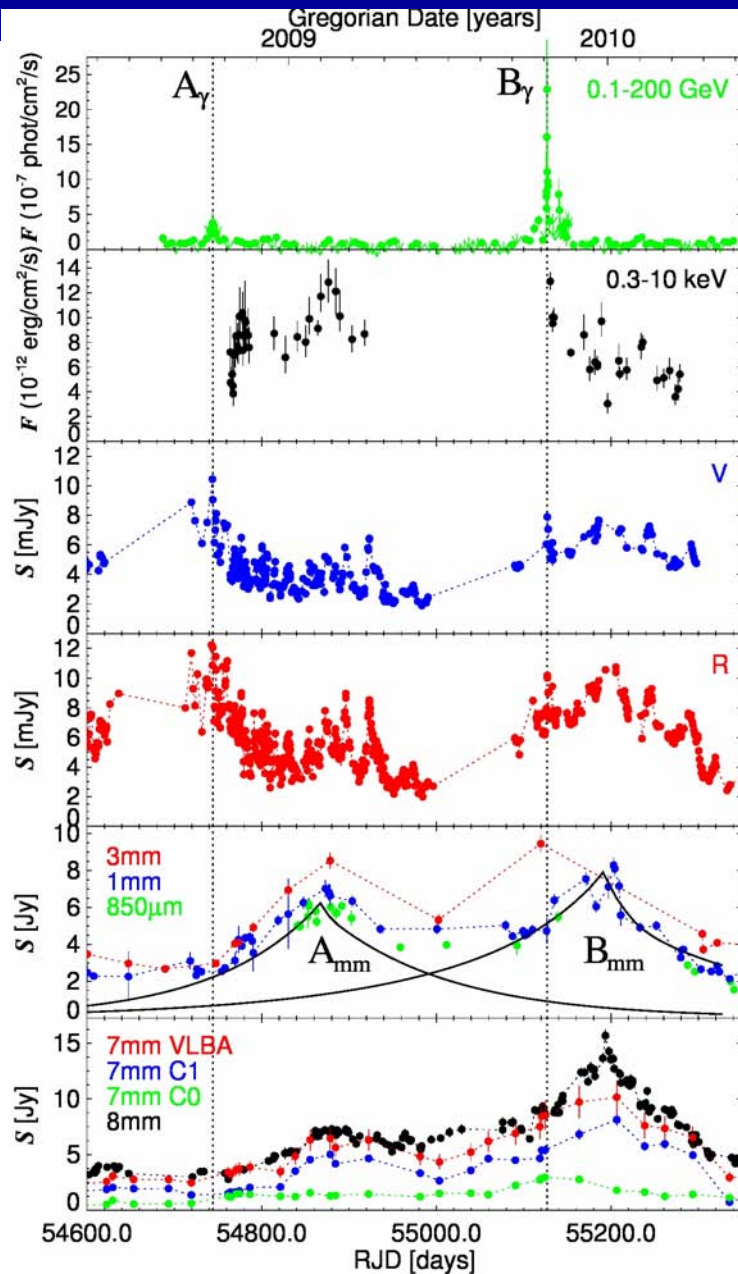 Gregorian Date [years]
2009 2010
25
20
15
10
5
0
F (10⁻⁷ phot/cm²/s)
Aγ
Bγ
0.1-200 GeV
14
12
10
8
6
4
2
0
F (10⁻¹² erg/cm²/s)
0.3-10 keV
12
10
8
6
4
2
0
S [mJy]
V
12
10
8
6
4
2
0
S [mJy]
R
10
8
6
4
2
0
S [Jy]
3mm
1mm
850μm
Amm
Bmm
15
10
5
0
S [Jy]
7mm VLBA
7mm C1
7mm C0
8mm
54600.0 54800.0 55000.0 55200.0
RJD [days]